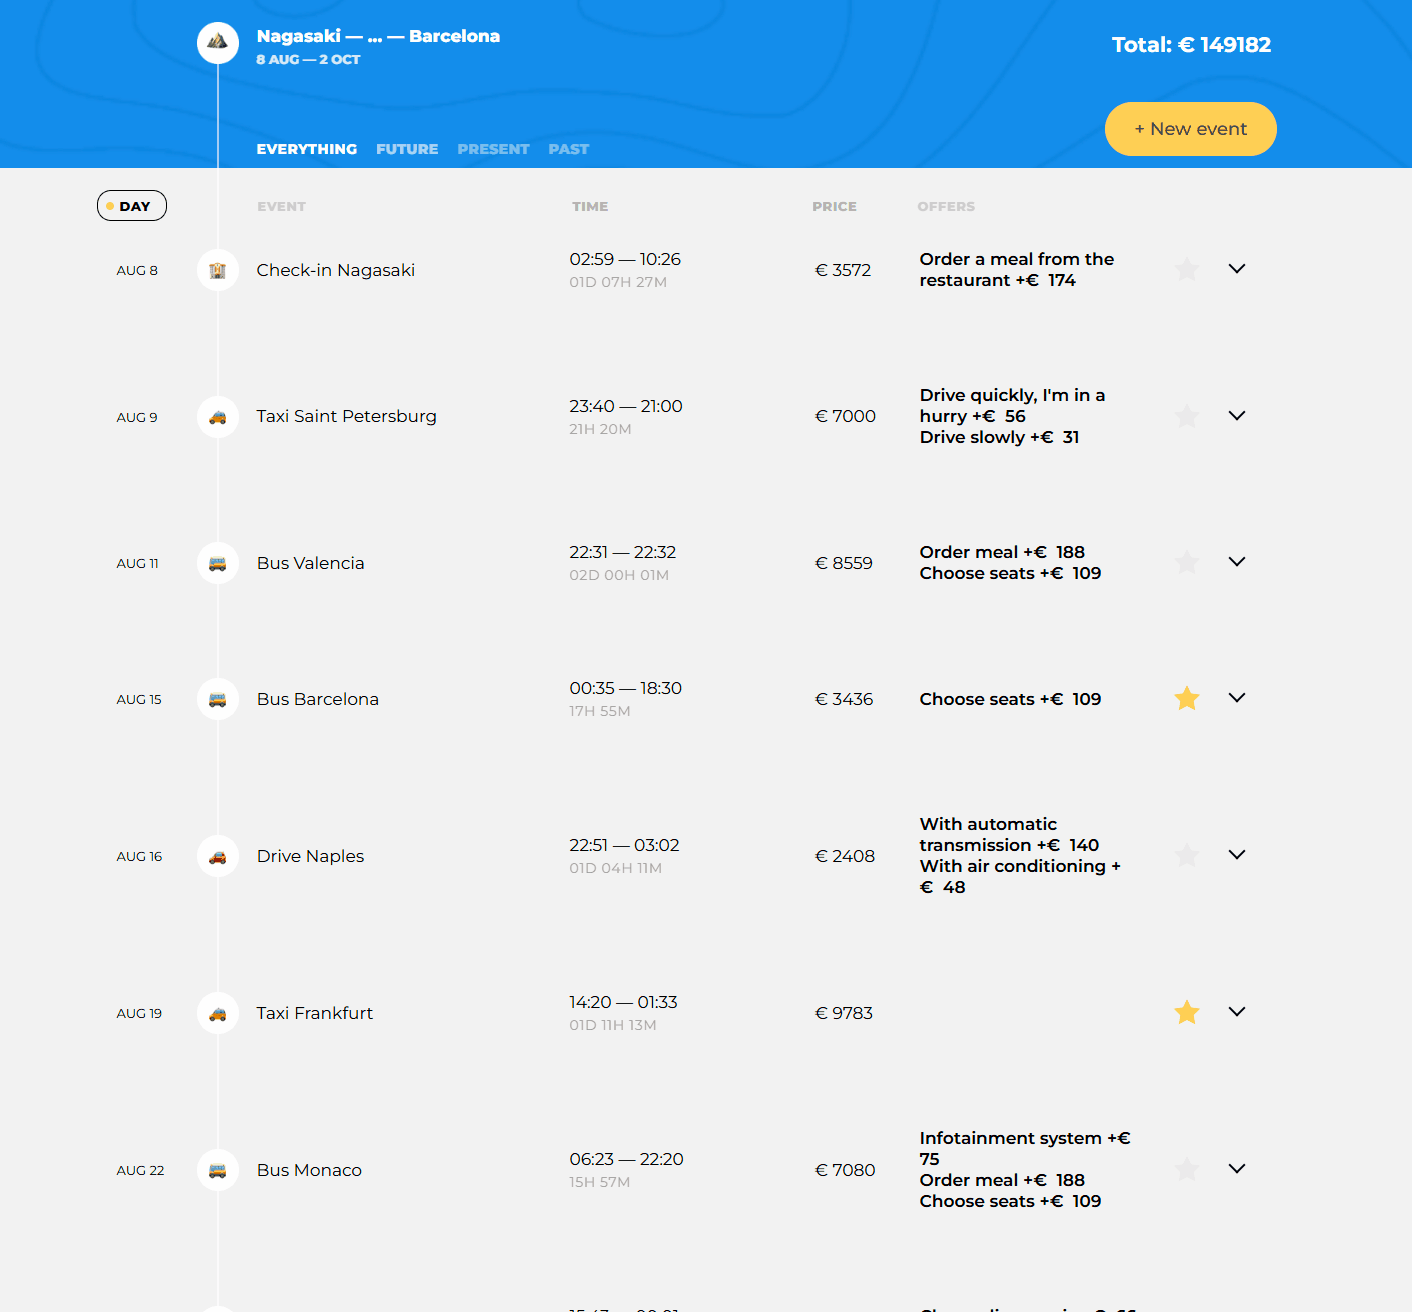 Nagasaki — ... — Barcelona
8 AUG — 2 OCT
Total: € 149182
+ New event
EVERYTHING FUTURE PRESENT PAST
DAY EVENT TIME PRICE OFFERS
AUG 8 Check-in Nagasaki 02:59 — 10:26 € 3572 Order a meal from the
01D 07H 27M restaurant +€ 174
Drive quickly, I'm in a
AUG 9 Taxi Saint Petersburg 23:40 — 21:00 € 7000 hurry +€ 56
21H 20M Drive slowly +€ 31
AUG 11 Bus Valencia 22:31 — 22:32 € 8559 Order meal +€ 188
02D 00H 01M Choose seats +€ 109
AUG 15 Bus Barcelona 00:35 — 18:30 € 3436 Choose seats +€ 109
17H 55M
With automatic
AUG 16 Drive Naples 22:51 — 03:02 € 2408 transmission +€ 140
01D 04H 11M With air conditioning +
€ 48
AUG 19 Taxi Frankfurt 14:20 — 01:33 € 9783
01D 11H 13M
Infotainment system +€
75
AUG 22 Bus Monaco 06:23 — 22:20 € 7080 Order meal +€ 188
15H 57M Choose seats +€ 109